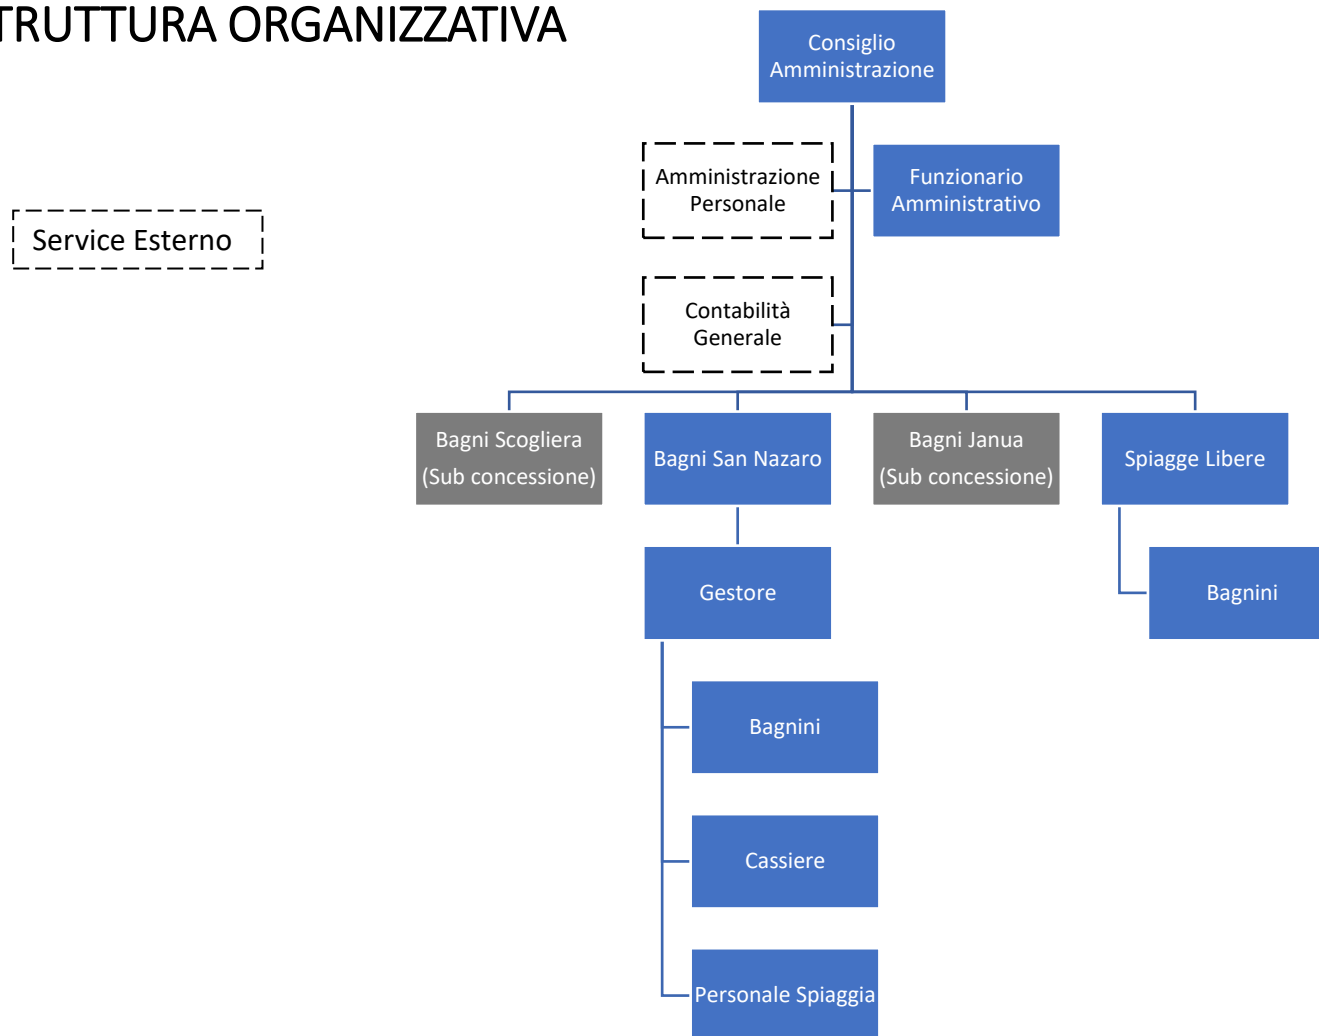 TRUTTURA ORGANIZZATIVA
Consiglio
Amministrazione
Amministrazione
Personale
Funzionario
Amministrativo
Service Esterno
Contabilità
Generale
Bagni Scogliera
(Sub concessione)
Bagni San Nazaro
Bagni Janua
(Sub concessione)
Spiagge Libere
Gestore
Bagnini
Bagnini
Cassiere
Personale Spiaggia